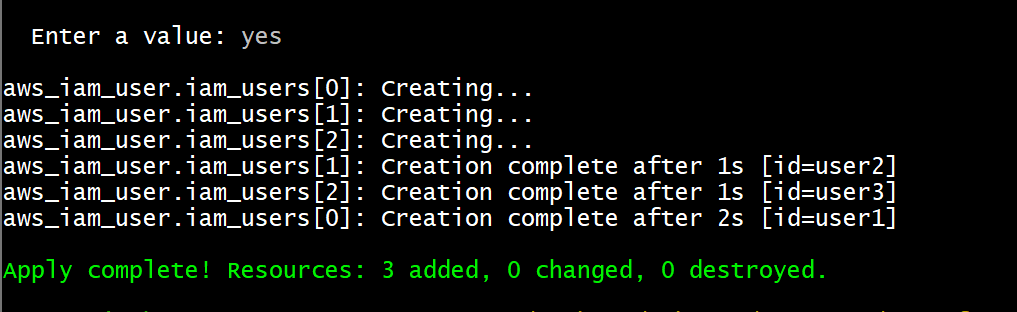 Enter a value: yes
aws_iam_user.iam_users[0]: Creating...
aws_iam_user.iam_users[1]: Creating...
aws_iam_user.iam_users[2]: Creating...
aws_iam_user.iam_users[1]: Creation complete after 1s [id=user2]
aws_iam_user.iam_users[2]: Creation complete after 1s [id=user3]
aws_iam_user.iam_users[0]: Creation complete after 2s [id=user1]
Apply complete! Resources: 3 added, 0 changed, 0 destroyed.